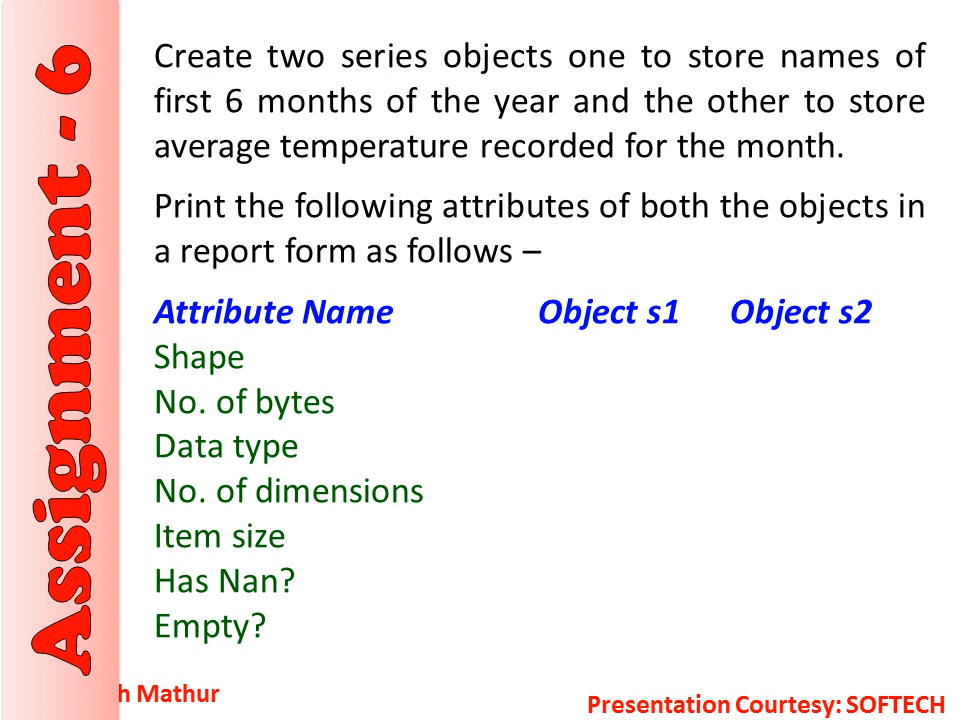 Assignment - 6
Create two series objects one to store names of
first 6 months of the year and the other to store
average temperature recorded for the month.
Print the following attributes of both the objects in
a report form as follows –
Attribute Name Object s1 Object s2
Shape
No. of bytes
Data type
No. of dimensions
Item size
Has Nan?
Empty?
h Mathur
Presentation Courtesy: SOFTECH